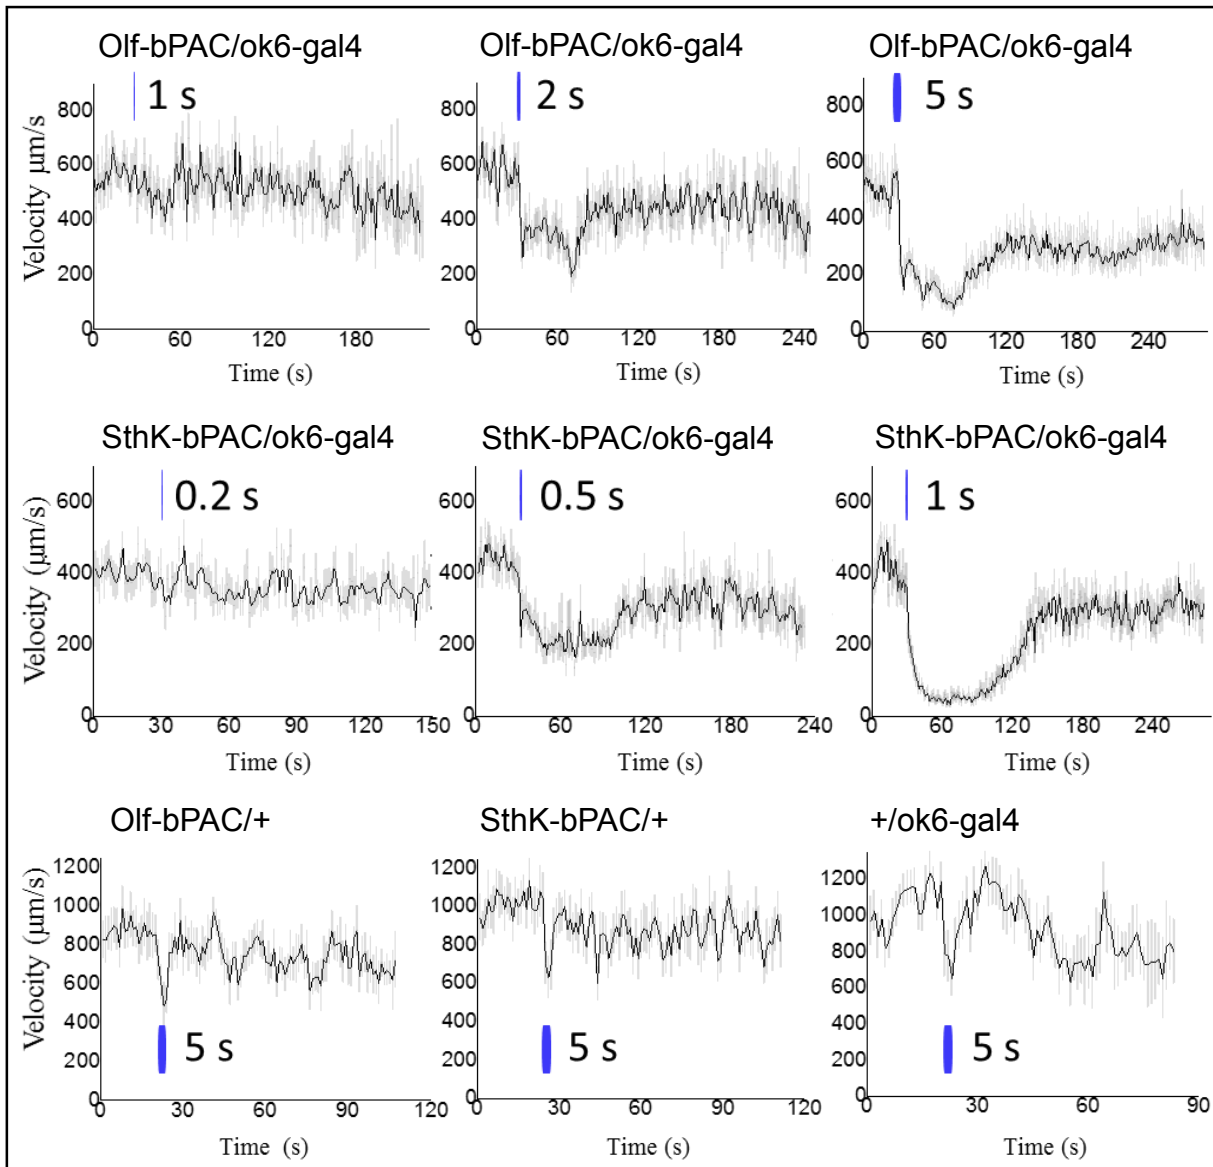 Olf-bPAC/ok6-gal4 Olf-bPAC/ok6-gal4 Olf-bPAC/ok6-gal4
1 s 2 s 5 s
Velocity µm/s
800 800 800
600 600 600
400 400 400
200 200 200
0 0 0
60 120 180 0 60 120 180 240 0 60 120 180 240
Time (s) Time (s) Time (s)
SthK-bPAC/ok6-gal4 SthK-bPAC/ok6-gal4 SthK-bPAC/ok6-gal4
0.2 s 0.5 s 1 s
Velocity (µm/s)
600 600 600
400 400 400
200 200 200
0 0 0
0 30 60 90 120 150 0 60 120 180 240 0 60 120 180 240
Time (s) Time (s) Time (s)
Olf-bPAC/+ SthK-bPAC/+ +/ok6-gal4
Velocity (µm/s)
1200 1200 1200
1000 1000 1000
800 800 800
600 600 600
400 400 400
200 200 200
0 0 0
5 s 5 s 5 s
0 30 60 90 120 0 30 60 90 120 0 30 60 90
Time (s) Time (s) Time (s)